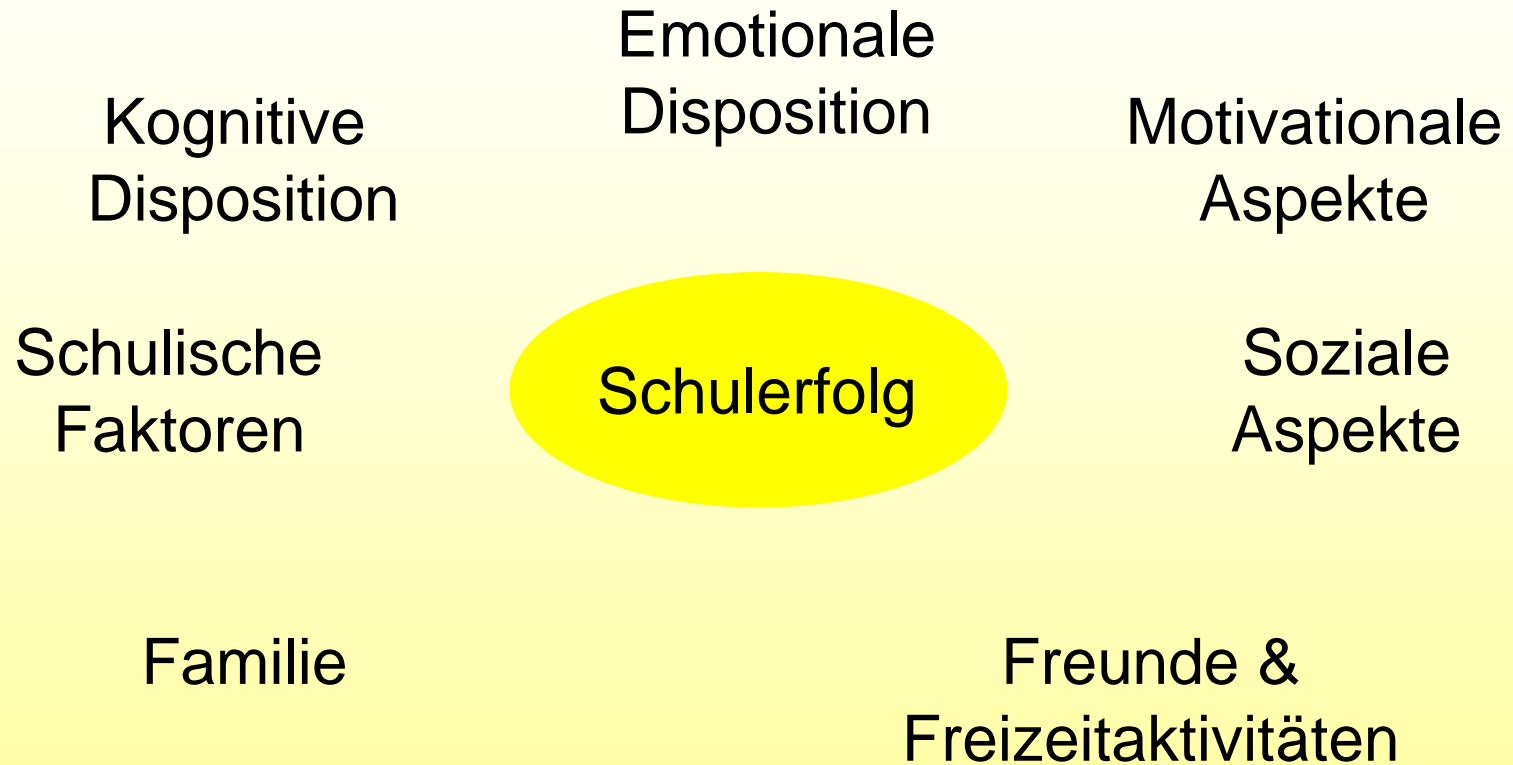 Emotionale
Disposition
Kognitive
Disposition
Motivationale
Aspekte
Schulische
Faktoren
Schulerfolg
Soziale
Aspekte
Familie
Freunde &
Freizeitaktivitäten